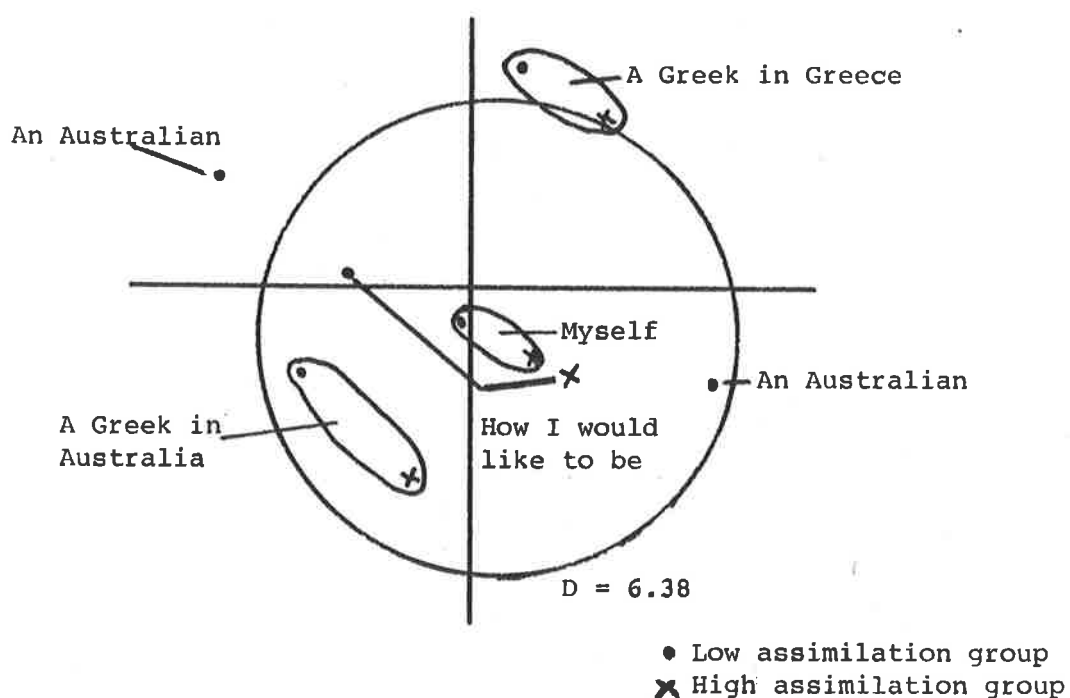 A Greek in Greece
An Australian
Myself
An Australian
A Greek in
Australia
How I would
like to be
D = 6.38
Low assimilation group
High assimilation group